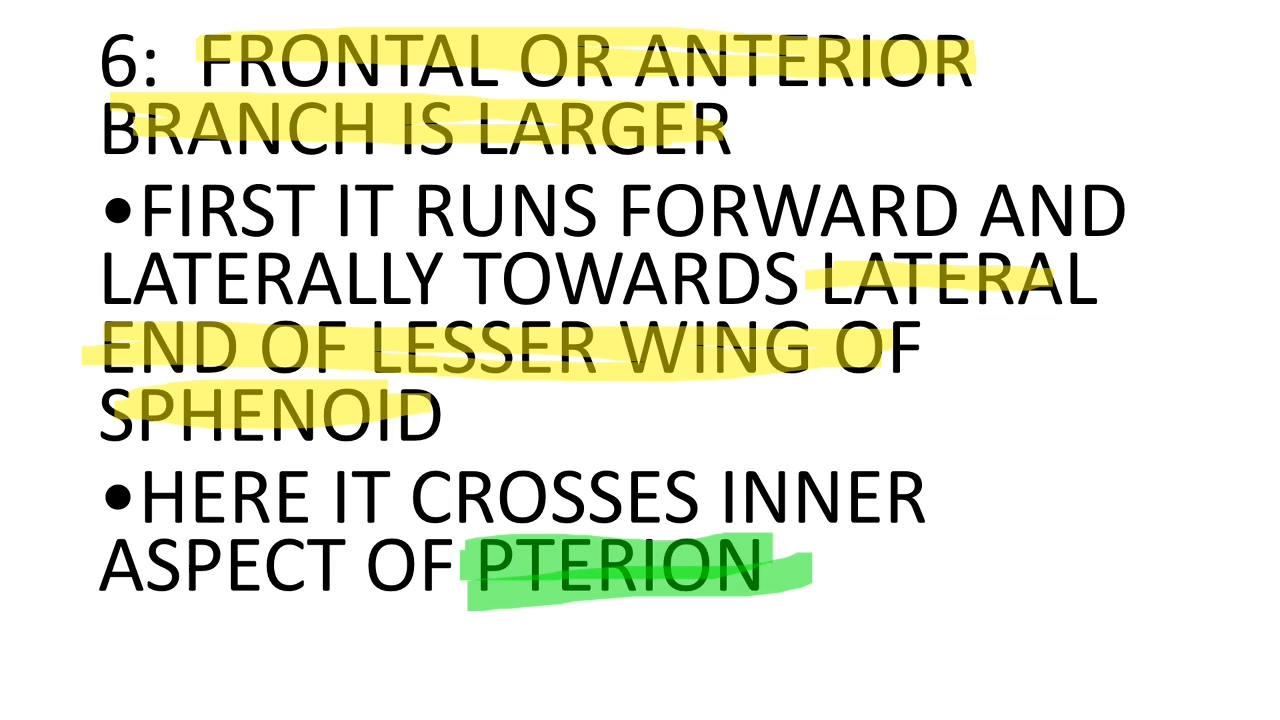 6:  FRONTAL OR ANTERIOR
BRANCH IS LARGER
•FIRST IT RUNS FORWARD AND
LATERALLY TOWARDS LATERAL
END OF LESSER WING OF
SPHENOID
•HERE IT CROSSES INNER
ASPECT OF PTERION